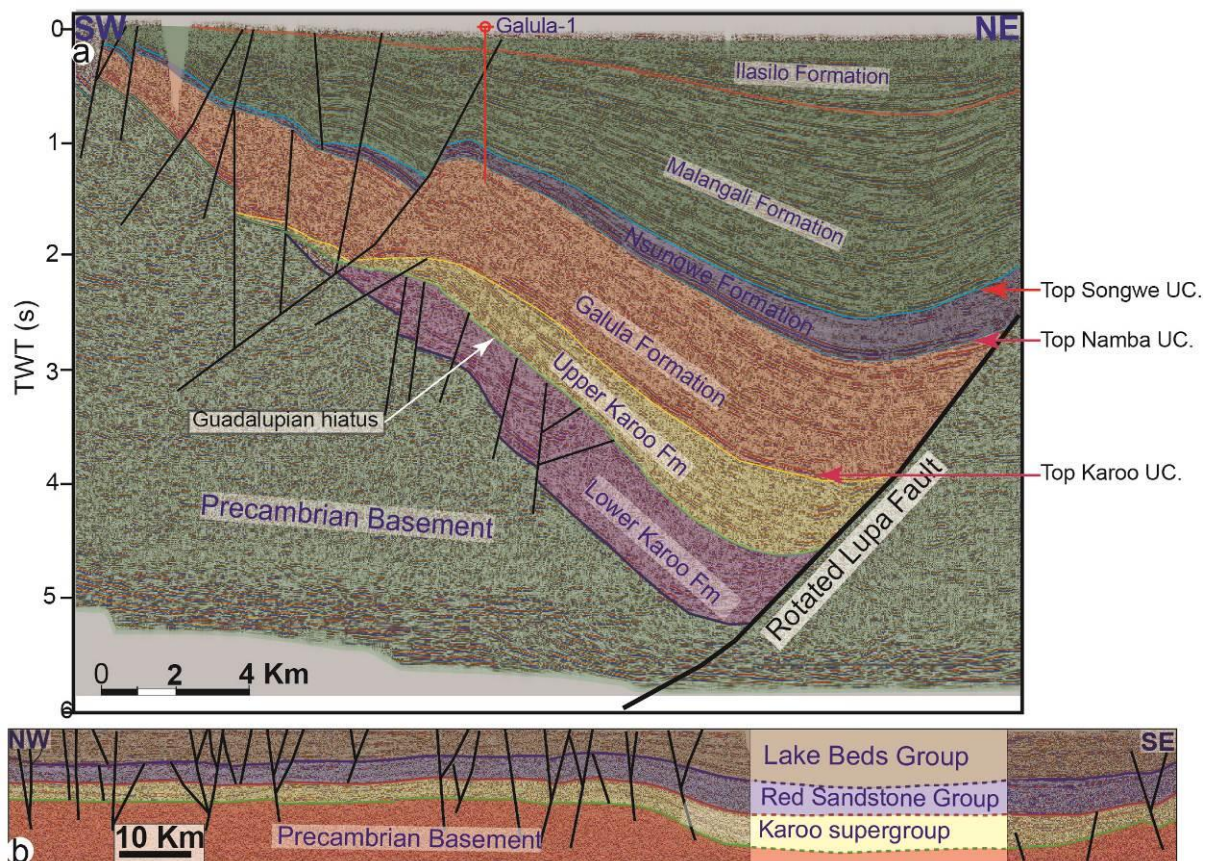 0
SW
Galula-1
NE
a
Ilasilo Formation
1
Malangali Formation
2
Nsungwe Formation
Top Songwe UC.
Galula Formation
Top Namba UC.
TWT (s)
3
Upper Karoo Fm
Guadalupian hiatus
4
Top Karoo UC.
Precambrian Basement
Lower Karoo Fm
Rotated Lupa Fault
5
0 2 4 Km
6
NW
SE
Lake Beds Group
Red Sandstone Group
Karoo supergroup
Precambrian Basement
10 Km
b